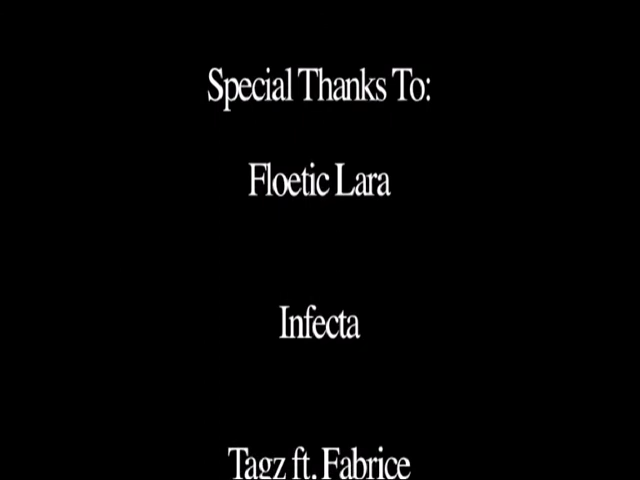 Special Thanks To:
Floetic Lara
Infecta
Tagz ft. Fabrice